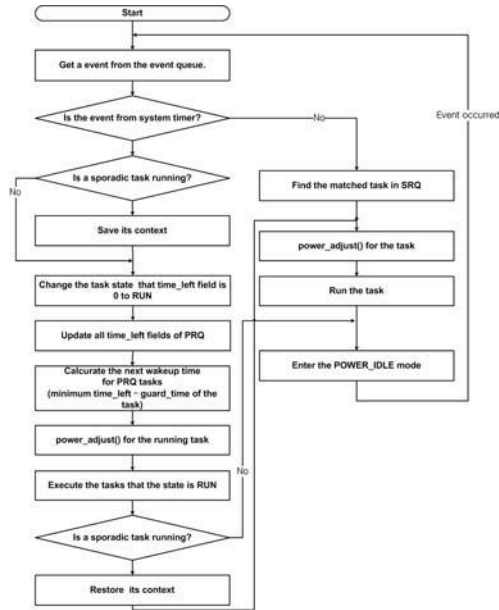 Start
Get a event from the event queue.
Is the event from system timer?
No
Event occurred
Is a sporadic task running?
No
Find the matched task in SRQ
Save its context
power_adjust() for the task
Change the task state that time_left field is
0 to RUN
Run the task
Update all time_left fields of PRQ
Calcurate the next wakeup time
for PRQ tasks
(minimum time_left - guard_time of the
task)
Enter the POWER_IDLE mode
power_adjust() for the running task
No
Execute the tasks that the state is RUN
Is a sporadic task running?
Restore its context